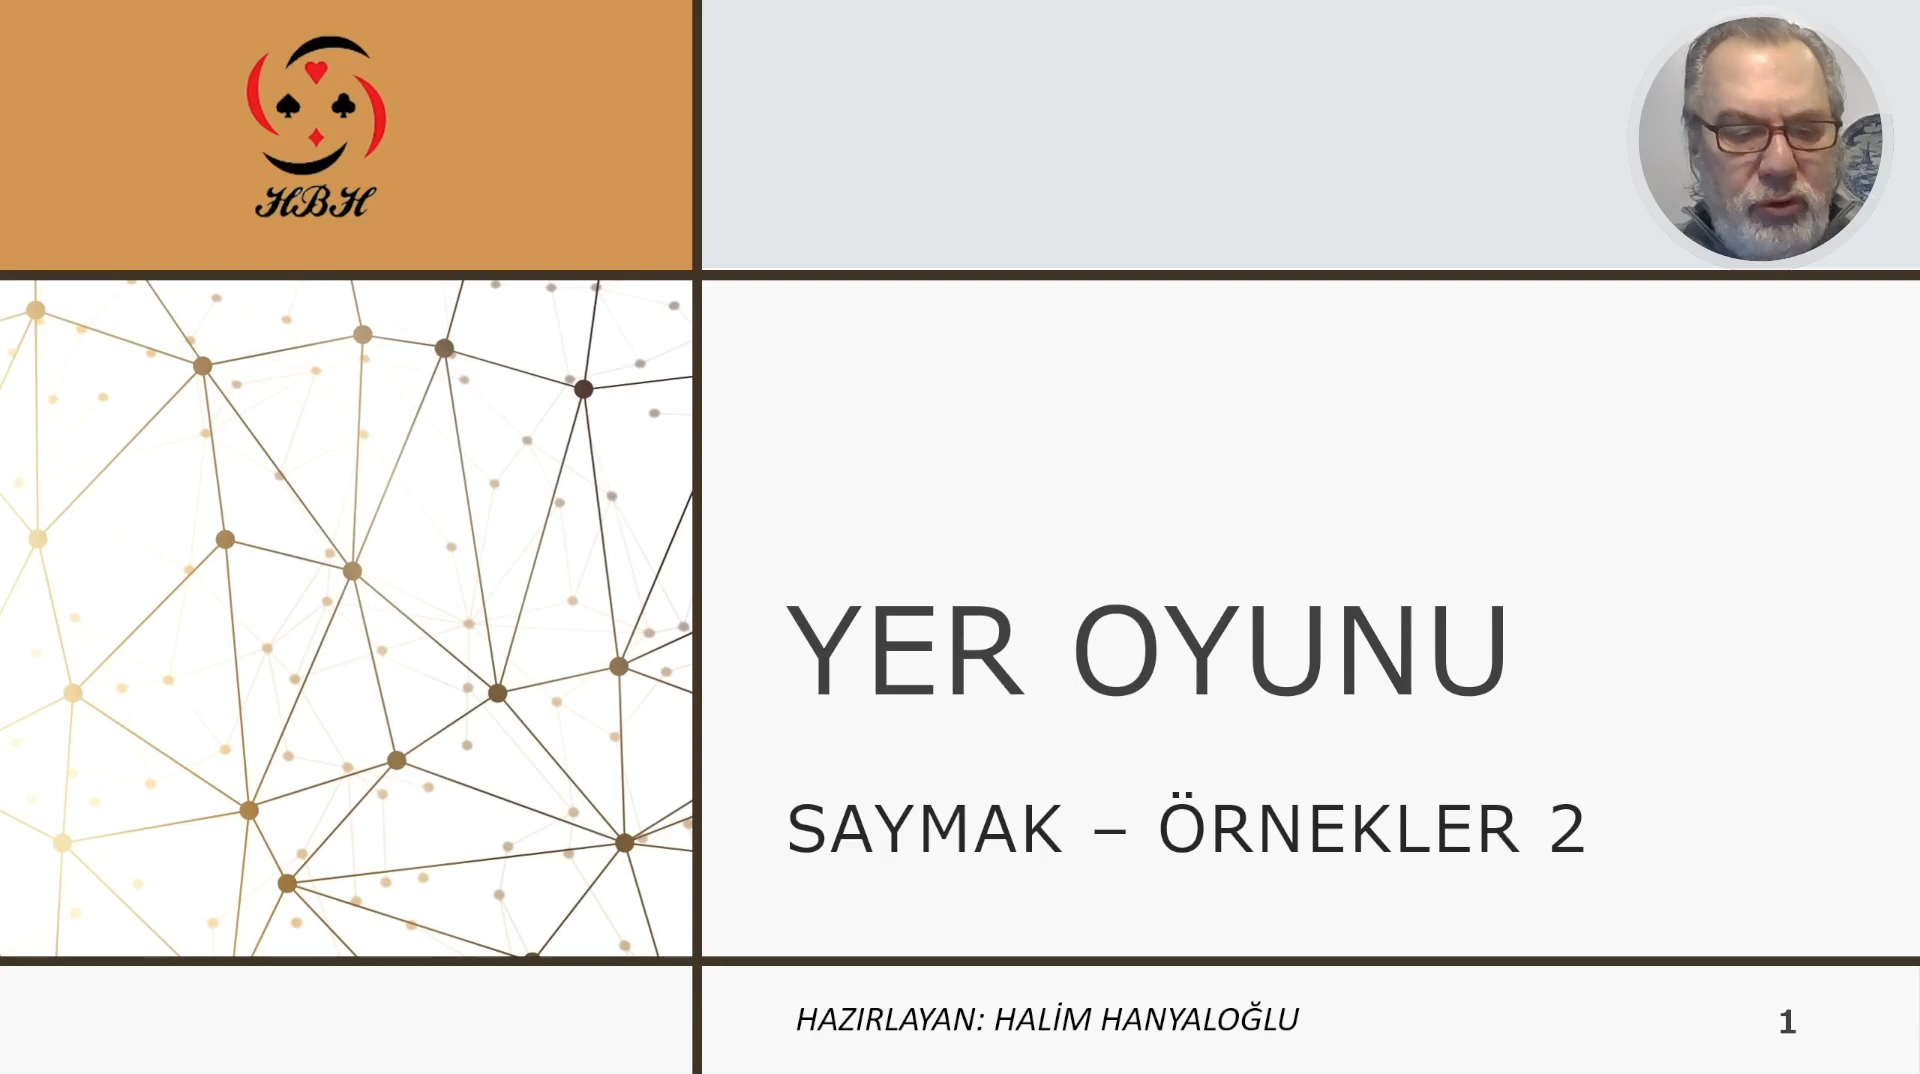 HBH
YER OYUNU
SAYMAK – ÖRNEKLER 2
HAZIRLAYAN: HALİM HANYALOĞLU
1